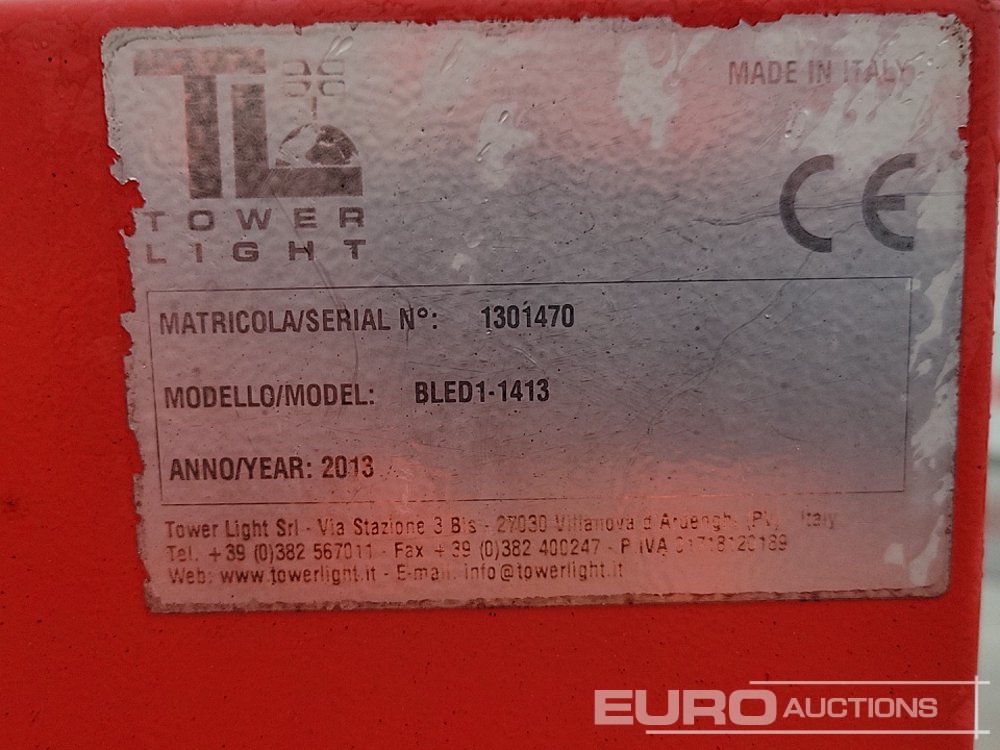 TL
TOWER
LIGHT
MADE IN ITALY
CE
MATRICOLA/SERIAL N°: 1301470
MODELLO/MODEL: BLED1-1413
ANNO/YEAR: 2013
Tower Light Srl - Via Stazione 3 Bis - 27030 Villanova d Ardenghi (PV) Italy
Tel. +39 (0)382 567011 - Fax +39 (0)382 400247 - P.IVA 01718120189
Web: www.towerlight.it - E-mail: info@towerlight.it
EURO AUCTIONS